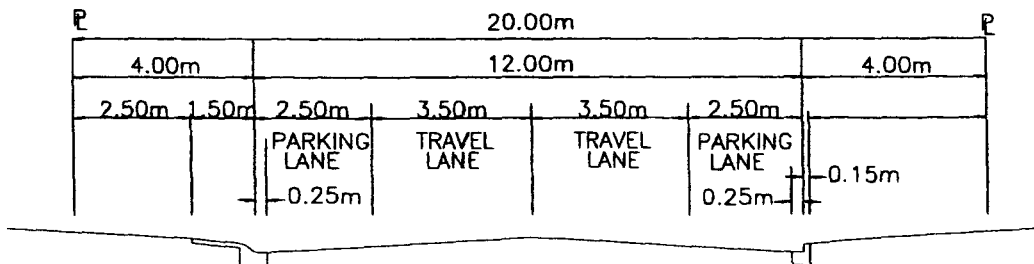 ℄ 20.00m ℄
4.00m 12.00m 4.00m
2.50m 1.50m 2.50m 3.50m 3.50m 2.50m
PARKING LANE TRAVEL LANE TRAVEL LANE PARKING LANE
0.25m 0.25m 0.15m